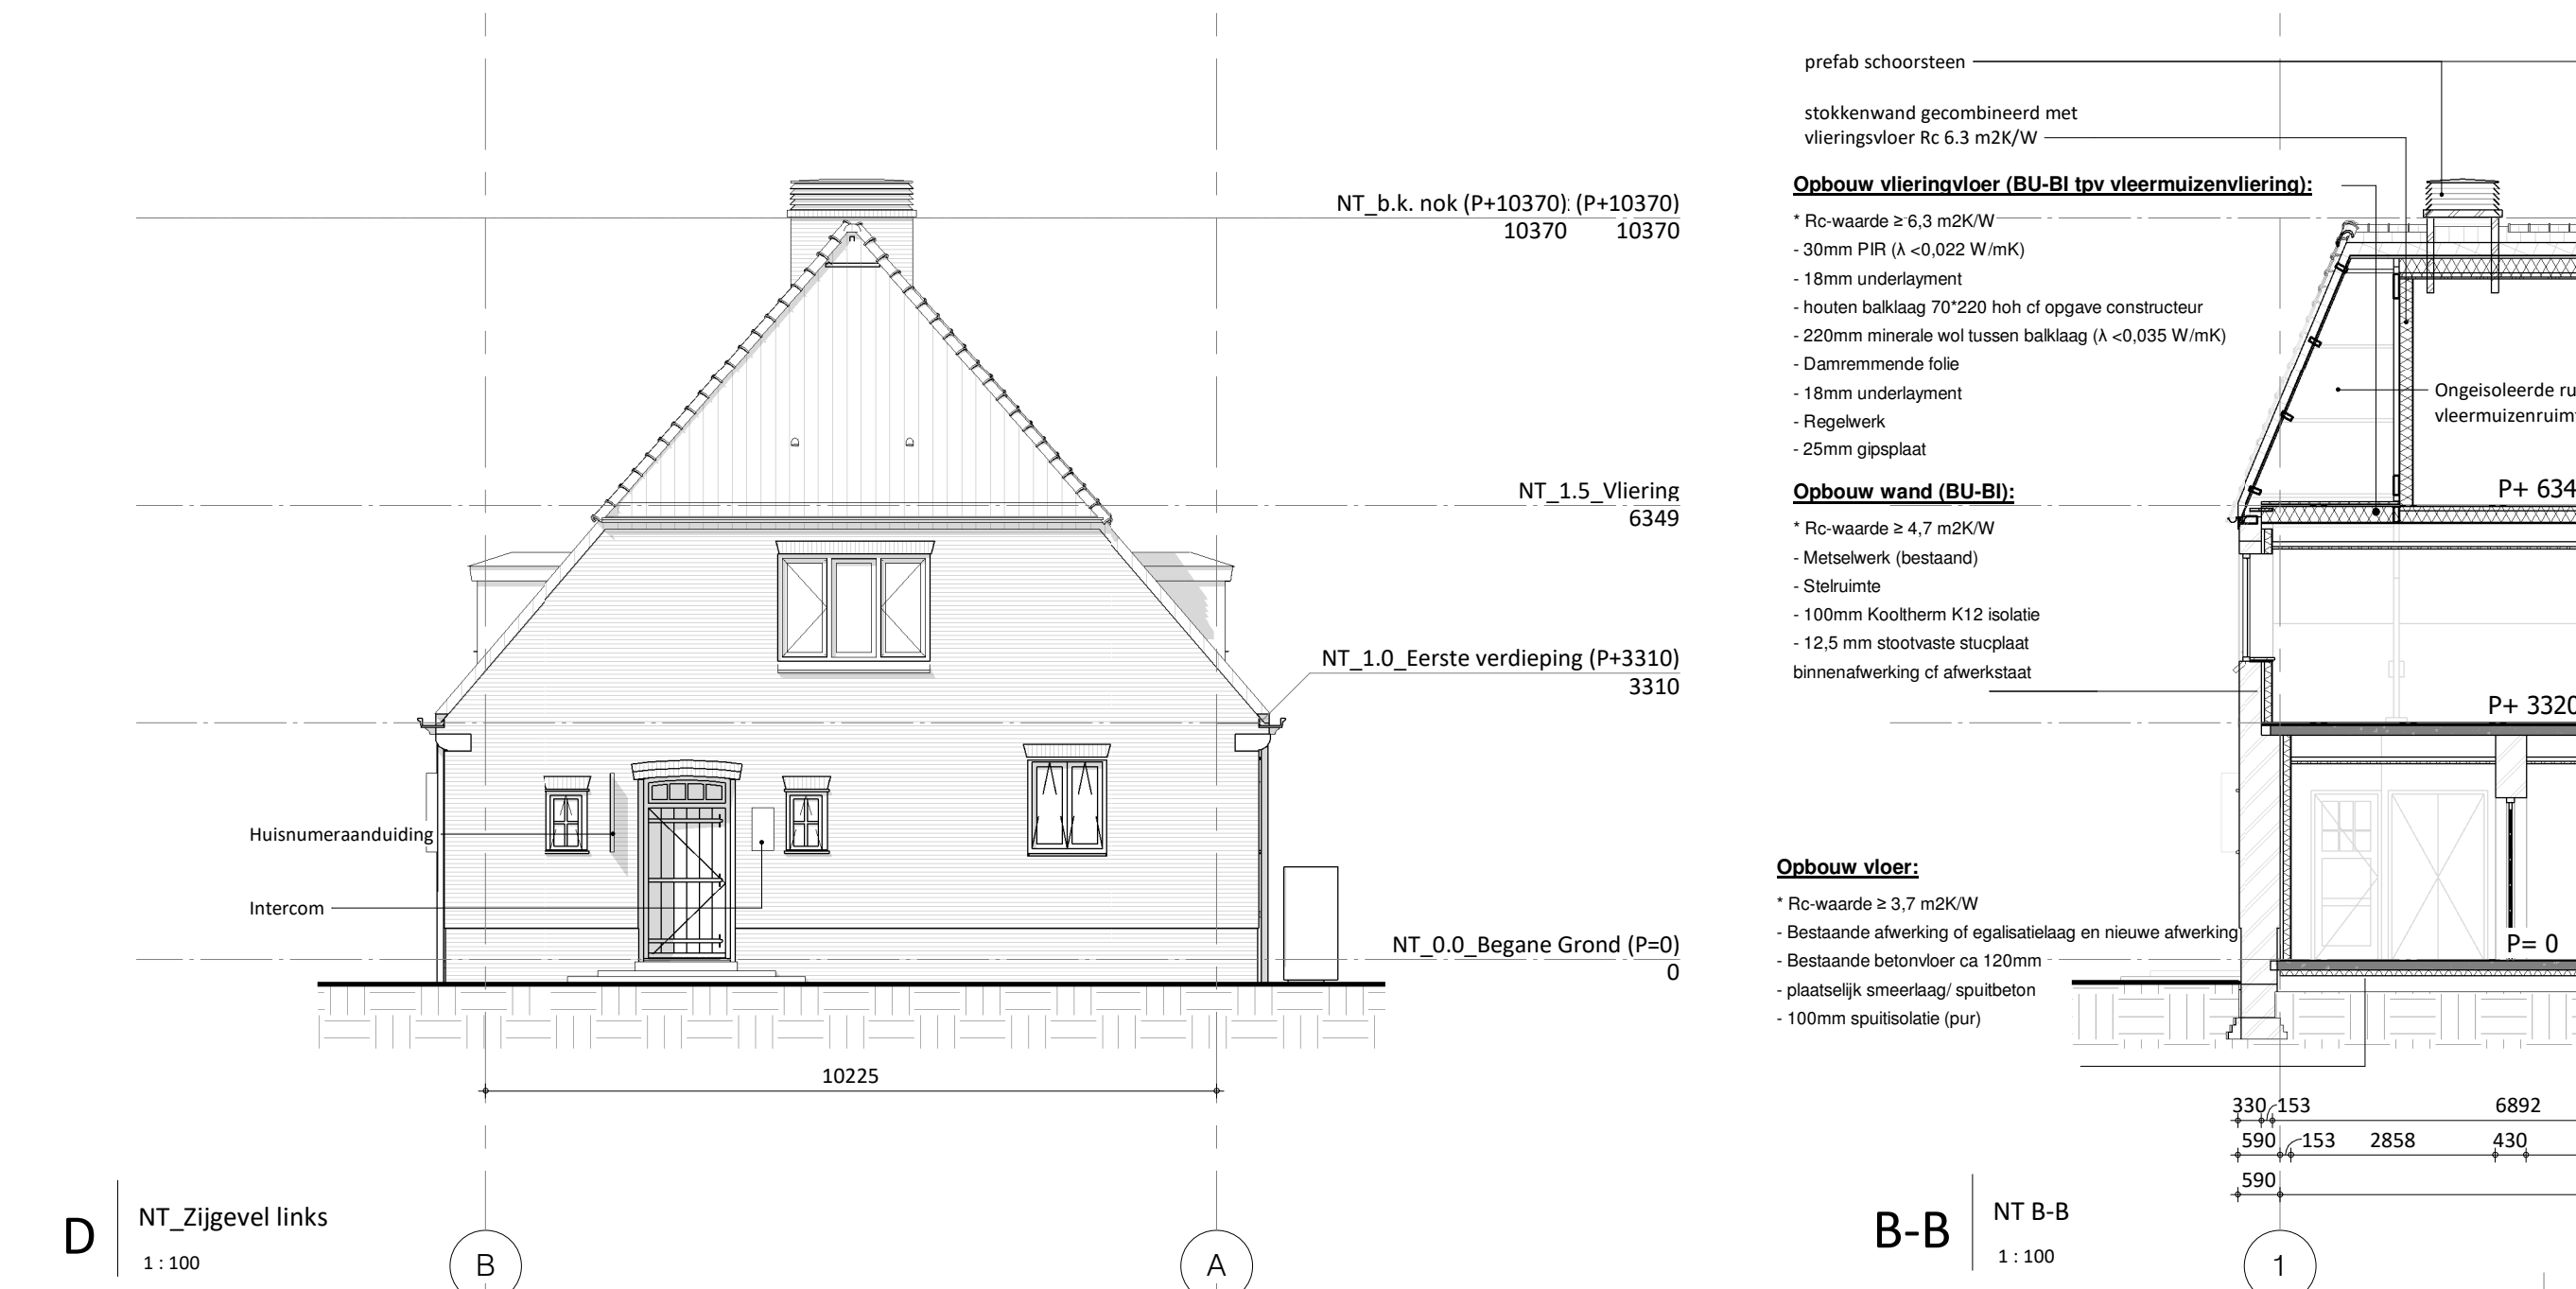 NT_b.k. nok (P+10370) (P+10370)
10370 10370
NT_1.5_Vliering
6349
NT_1.0_Eerste verdieping (P+3310)
3310
Huisnumeraanduiding
Intercom
NT_0.0_Begane Grond (P=0)
0
10225
D
NT_Zijgevel links
1 : 100
B
A
prefab schoorsteen
stokkenwand gecombineerd met
vlieringsvloer Rc 6.3 m2K/W
Opbouw vlieringvloer (BU-BI tpv vleermuizenvliering):
* Rc-waarde ≥ 6,3 m2K/W
- 30mm PIR (λ <0,022 W/mK)
- 18mm underlayment
- houten balklaag 70*220 hoh cf opgave constructeur
- 220mm minerale wol tussen balklaag (λ <0,035 W/mK)
- Damremmende folie
- 18mm underlayment
- Regelwerk
- 25mm gipsplaat
Ongeisoleerde ru
vleermuizenruim
P+ 634
Opbouw wand (BU-BI):
* Rc-waarde ≥ 4,7 m2K/W
- Metselwerk (bestaand)
- Stelruimte
- 100mm Kooltherm K12 isolatie
- 12,5 mm stootvaste stucplaat
binnenafwerking cf afwerkstaat
P+ 3320
Opbouw vloer:
* Rc-waarde ≥ 3,7 m2K/W
- Bestaande afwerking of egalisatielaag en nieuwe afwerking
- Bestaande betonvloer ca 120mm
- plaatselijk smeerlaag/ spuitbeton
- 100mm spuitisolatie (pur)
P= 0
330 153 6892
590 153 2858 430
590
B-B
NT B-B
1 : 100
1